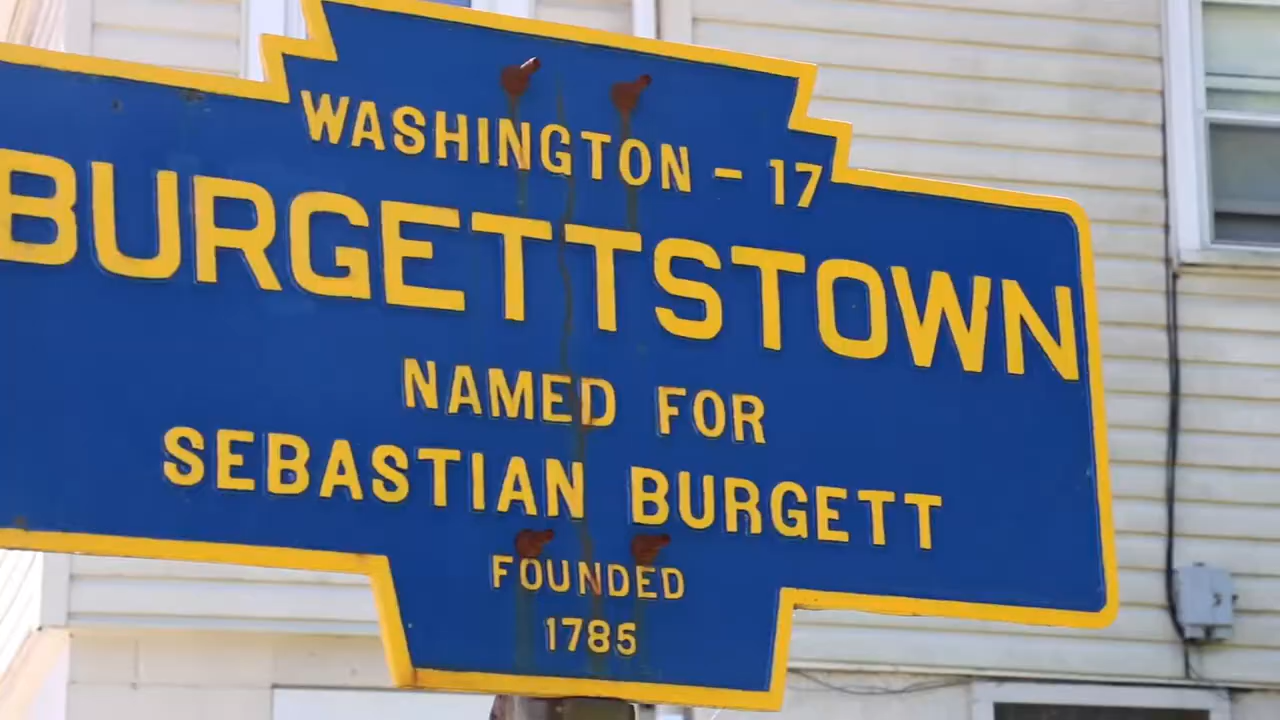 WASHINGTON - 17
BURGETTSTOWN
NAMED FOR
SEBASTIAN BURGETT
FOUNDED
1785